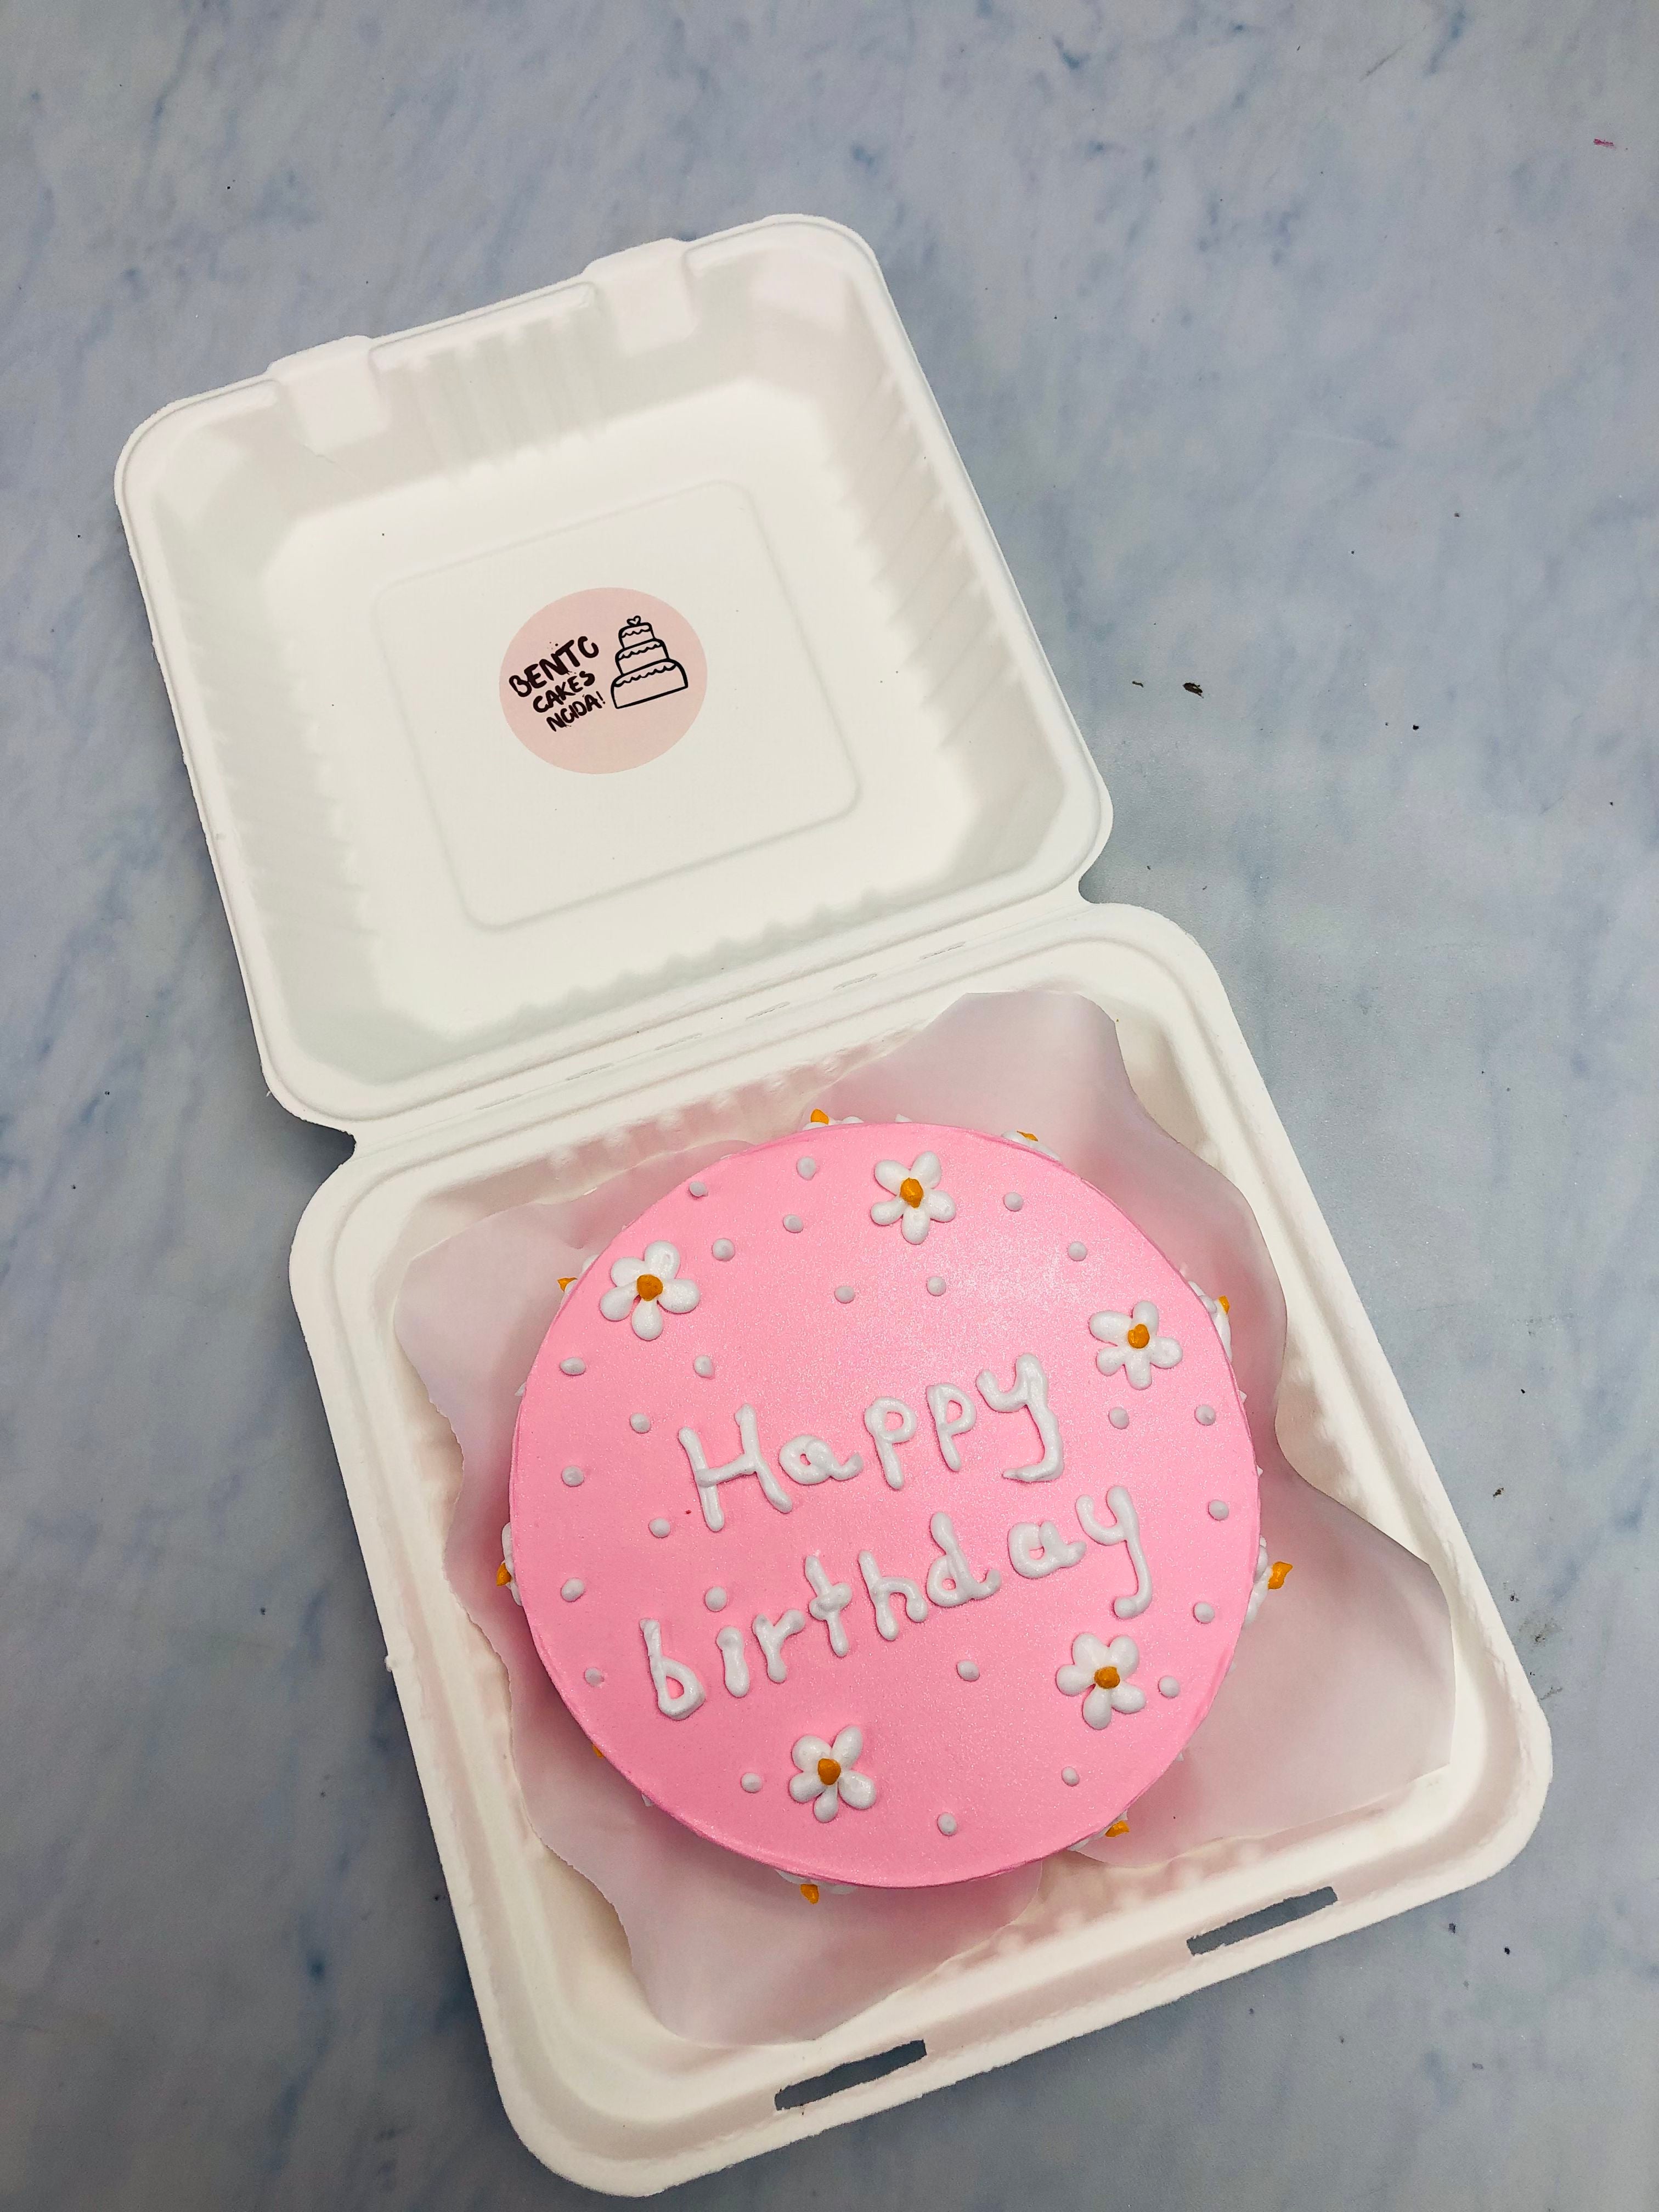 BENTO
CAKES
NOIDA!
Happy
birthday